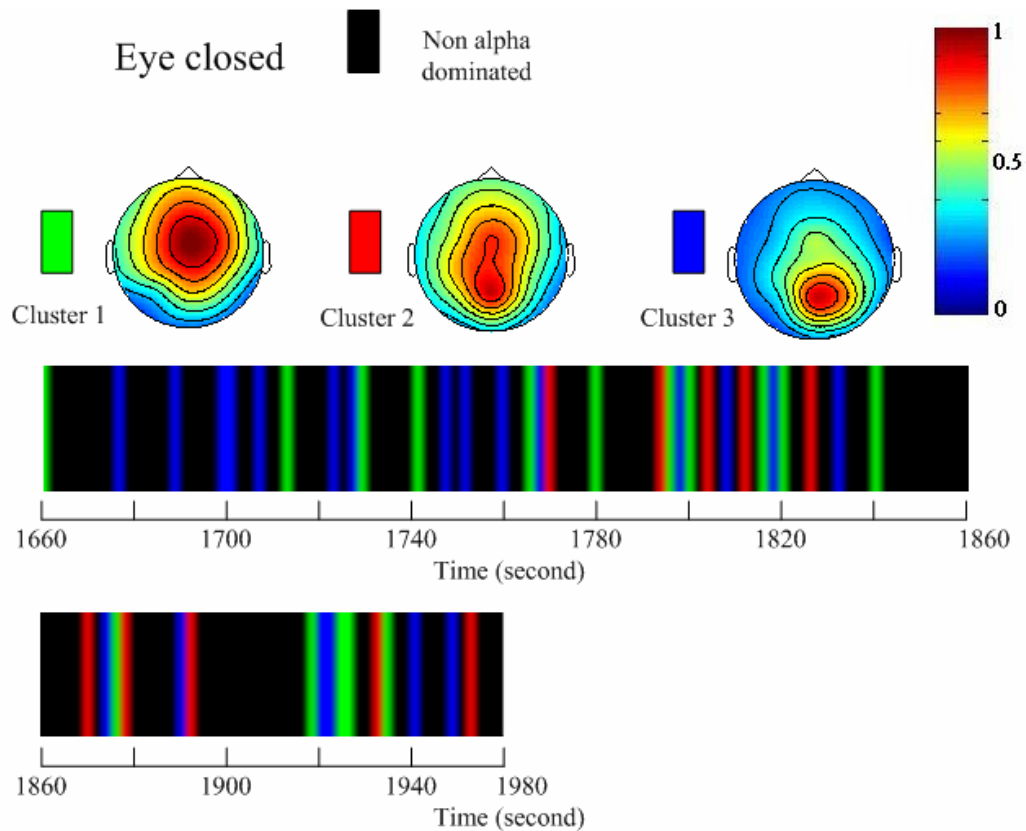 Eye closed
Non alpha
dominated
1
0.5
0
Cluster 1
Cluster 2
Cluster 3
1660 1700 1740 1780 1820 1860
Time (second)
1860 1900 1940 1980
Time (second)